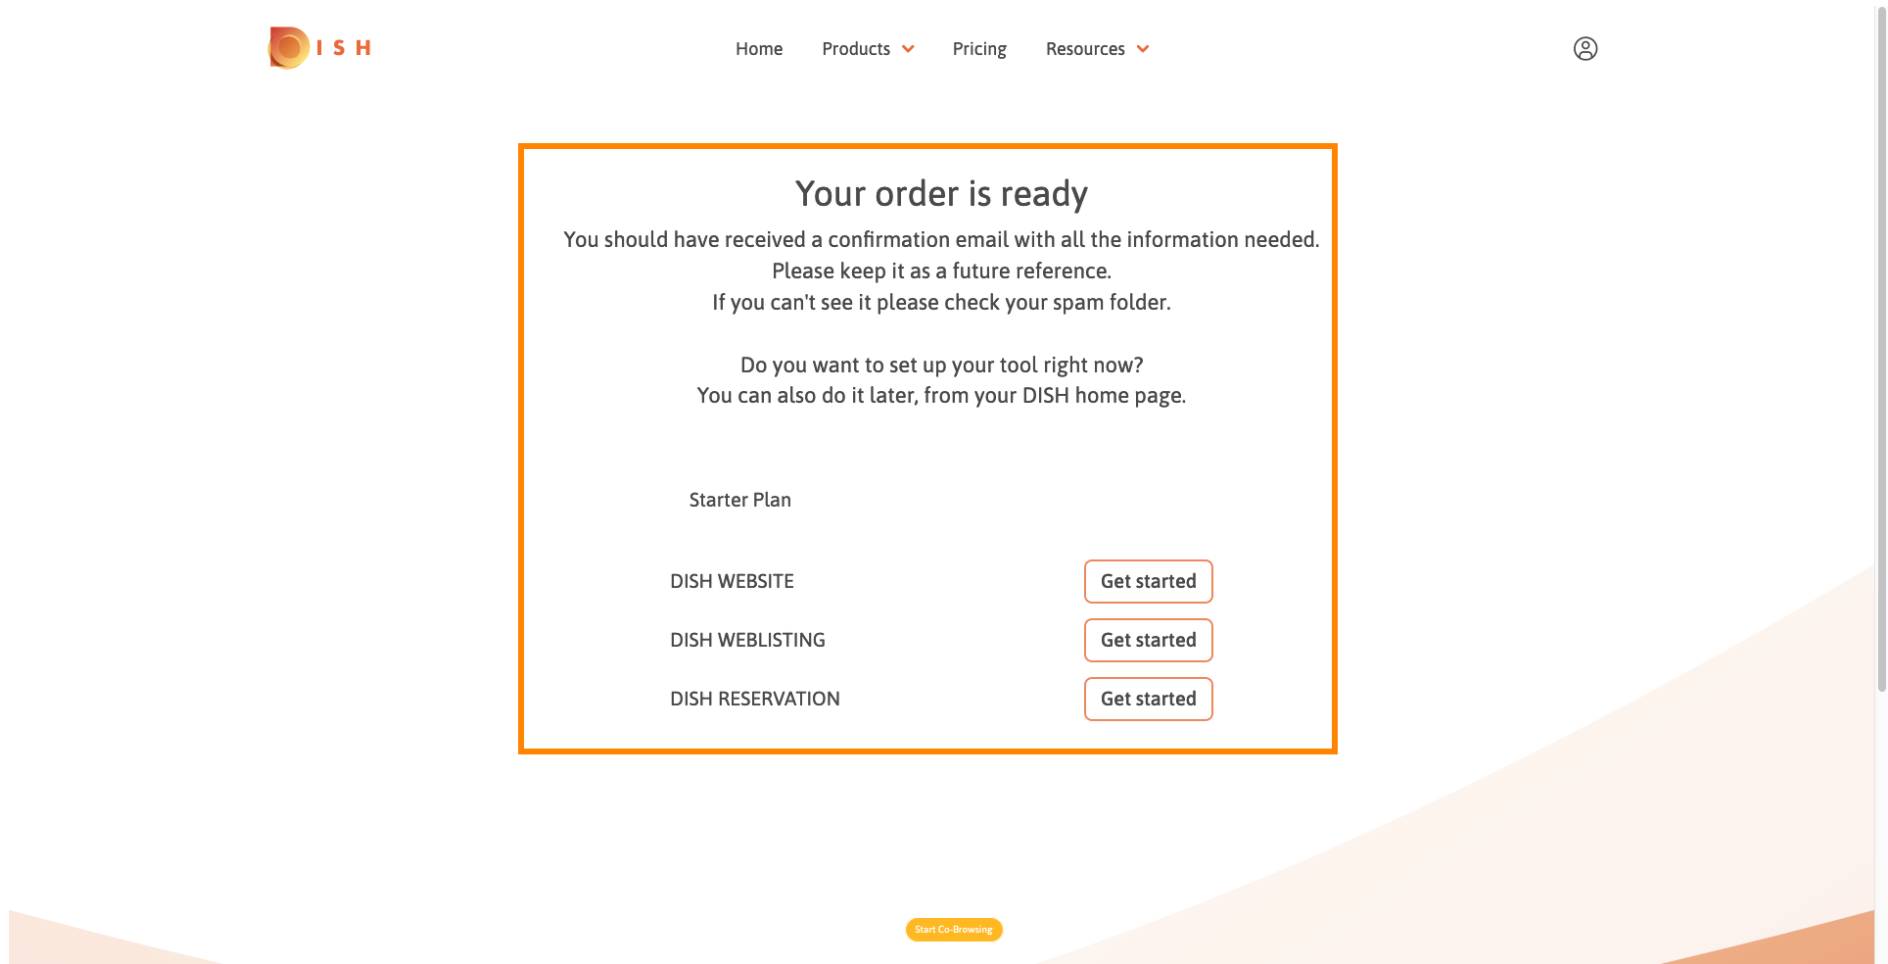 DISH
Home Products Pricing Resources
Your order is ready
You should have received a confirmation email with all the information needed.
Please keep it as a future reference.
If you can't see it please check your spam folder.
Do you want to set up your tool right now?
You can also do it later, from your DISH home page.
Starter Plan
DISH WEBSITE Get started
DISH WEBLISTING Get started
DISH RESERVATION Get started
Start Co-Browsing